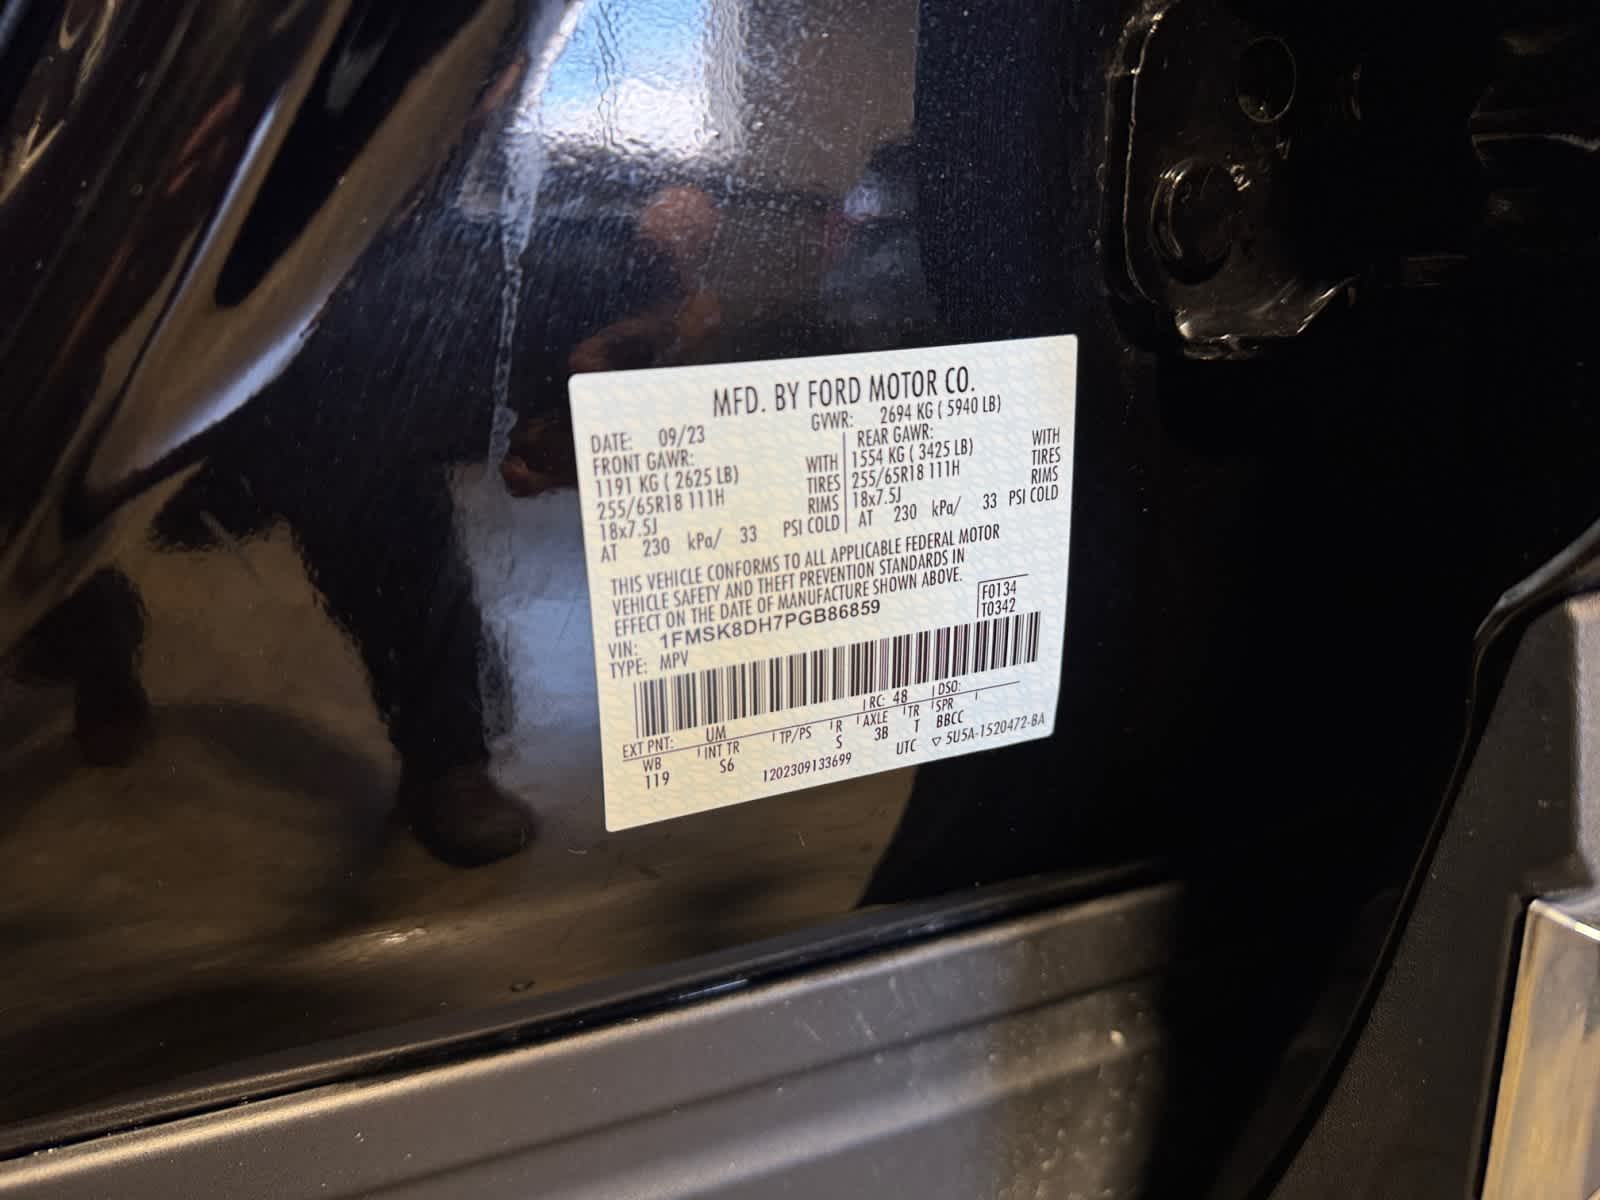 MFD. BY FORD MOTOR CO.
DATE: 09/23 GVWR: 2694 KG ( 5940 LB)
FRONT GAWR: REAR GAWR:
1191 KG ( 2625 LB) WITH 1554 KG ( 3425 LB) WITH
255/65R18 111H TIRES 255/65R18 111H TIRES
18x7.5J RIMS 18x7.5J RIMS
AT 230 kPa/ 33 PSI COLD AT 230 kPa/ 33 PSI COLD
THIS VEHICLE CONFORMS TO ALL APPLICABLE FEDERAL MOTOR
VEHICLE SAFETY AND THEFT PREVENTION STANDARDS IN
EFFECT ON THE DATE OF MANUFACTURE SHOWN ABOVE.
F0134
VIN: 1FMSK8DH7PGB86859 T0342
TYPE: MPV
EXT PNT: UM RC: 48 DSO:
WB INT TR TP/PS R AXLE TR SPR
119 S6 S 3B T BBCC
1202309133699 UTC ▽ 5U5A-1520472-BA